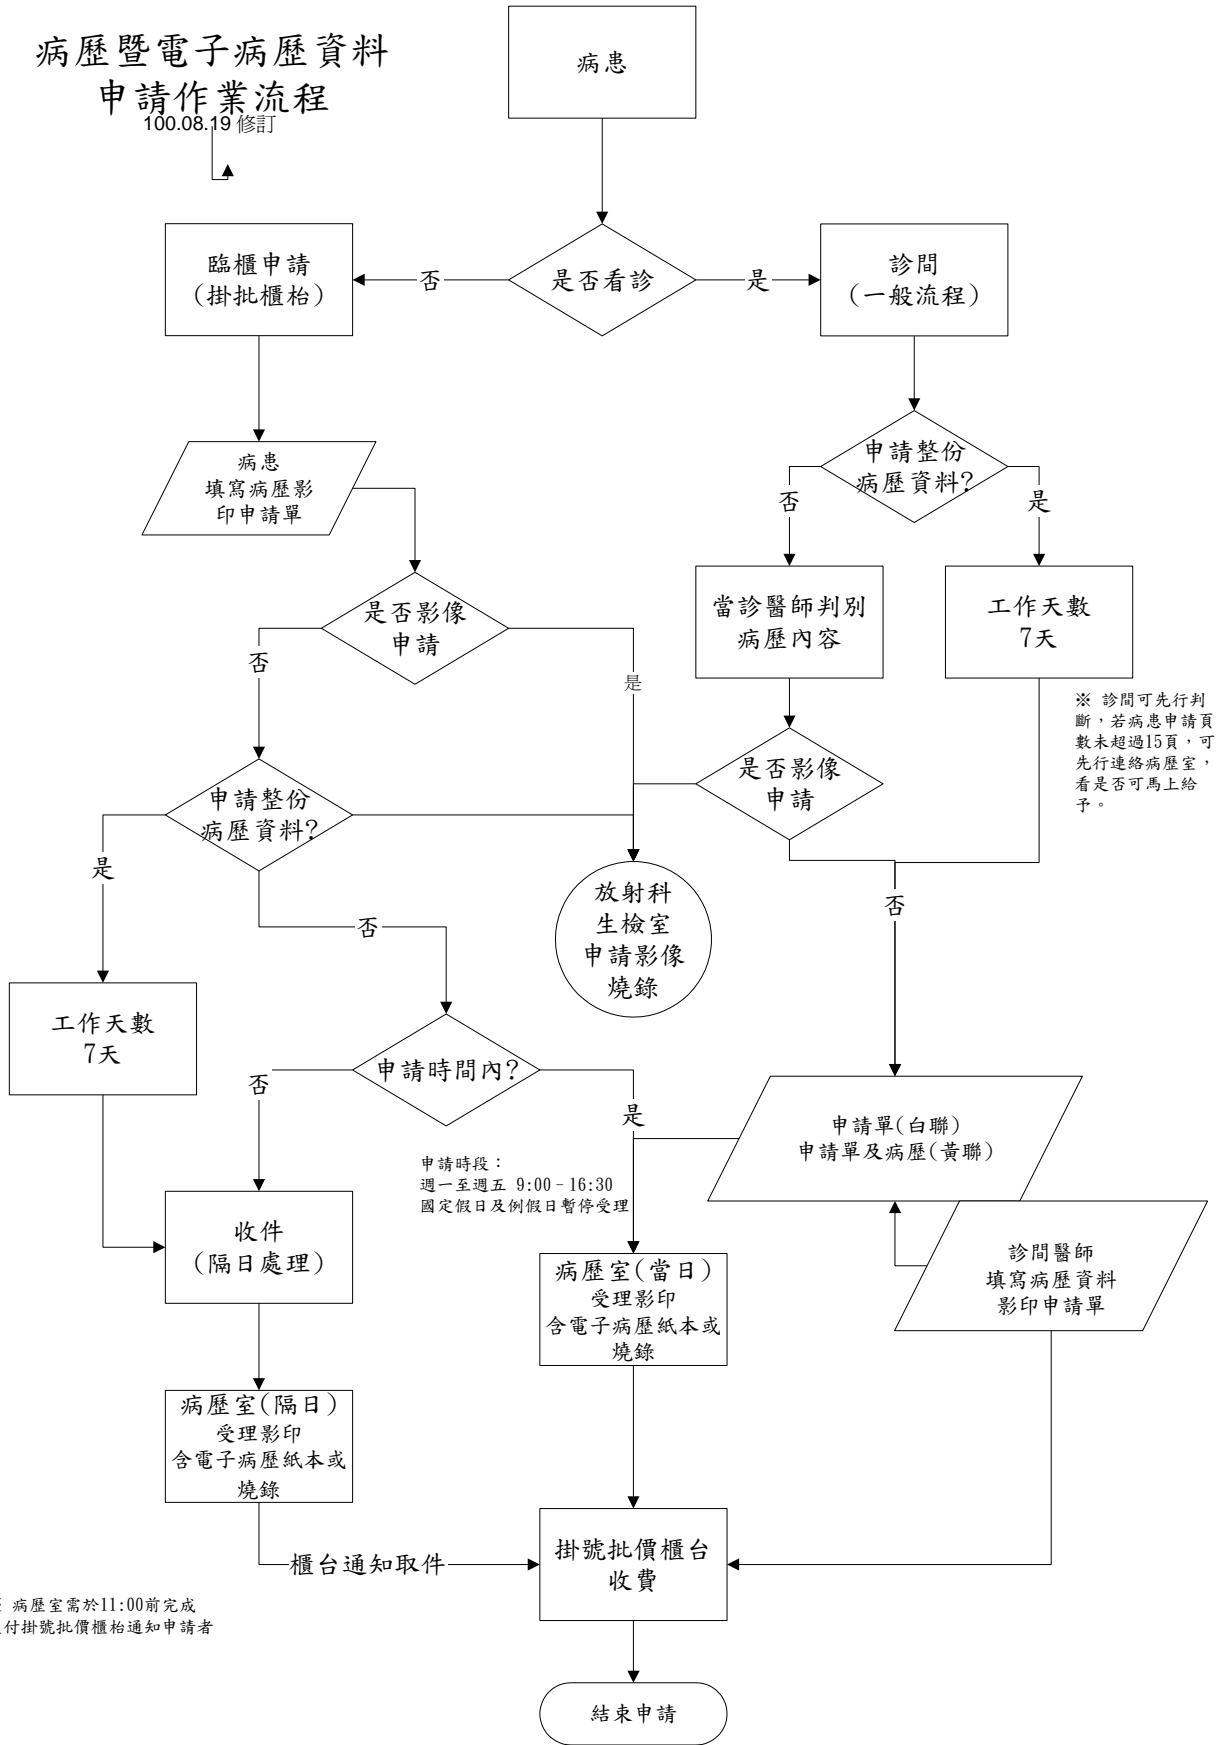 病歷暨電子病歷資料
申請作業流程
100.08.19 修訂
病患
臨櫃申請
(掛批櫃枱)
否
是否看診
是
診間
(一般流程)
病患
填寫病歷影
印申請單
申請整份
病歷資料?
否
是
是否影像
申請
否
是
當診醫師判別
病歷內容
工作天數
7天
※ 診間可先行判
斷，若病患申請頁
數未超過15頁，可
先行連絡病歷室，
看是否可馬上給
予。
申請整份
病歷資料?
是
否
是否影像
申請
否
放射科
生檢室
申請影像
燒錄
工作天數
7天
申請時間內?
否
是
申請時段：
週一至週五 9:00-16:30
國定假日及例假日暫停受理
申請單(白聯)
申請單及病歷(黃聯)
收件
(隔日處理)
病歷室(當日)
受理影印
含電子病歷紙本或
燒錄
診間醫師
填寫病歷資料
影印申請單
病歷室(隔日)
受理影印
含電子病歷紙本或
燒錄
櫃台通知取件
掛號批價櫃台
收費
病歷室需於11:00前完成
付掛號批價櫃枱通知申請者
結束申請